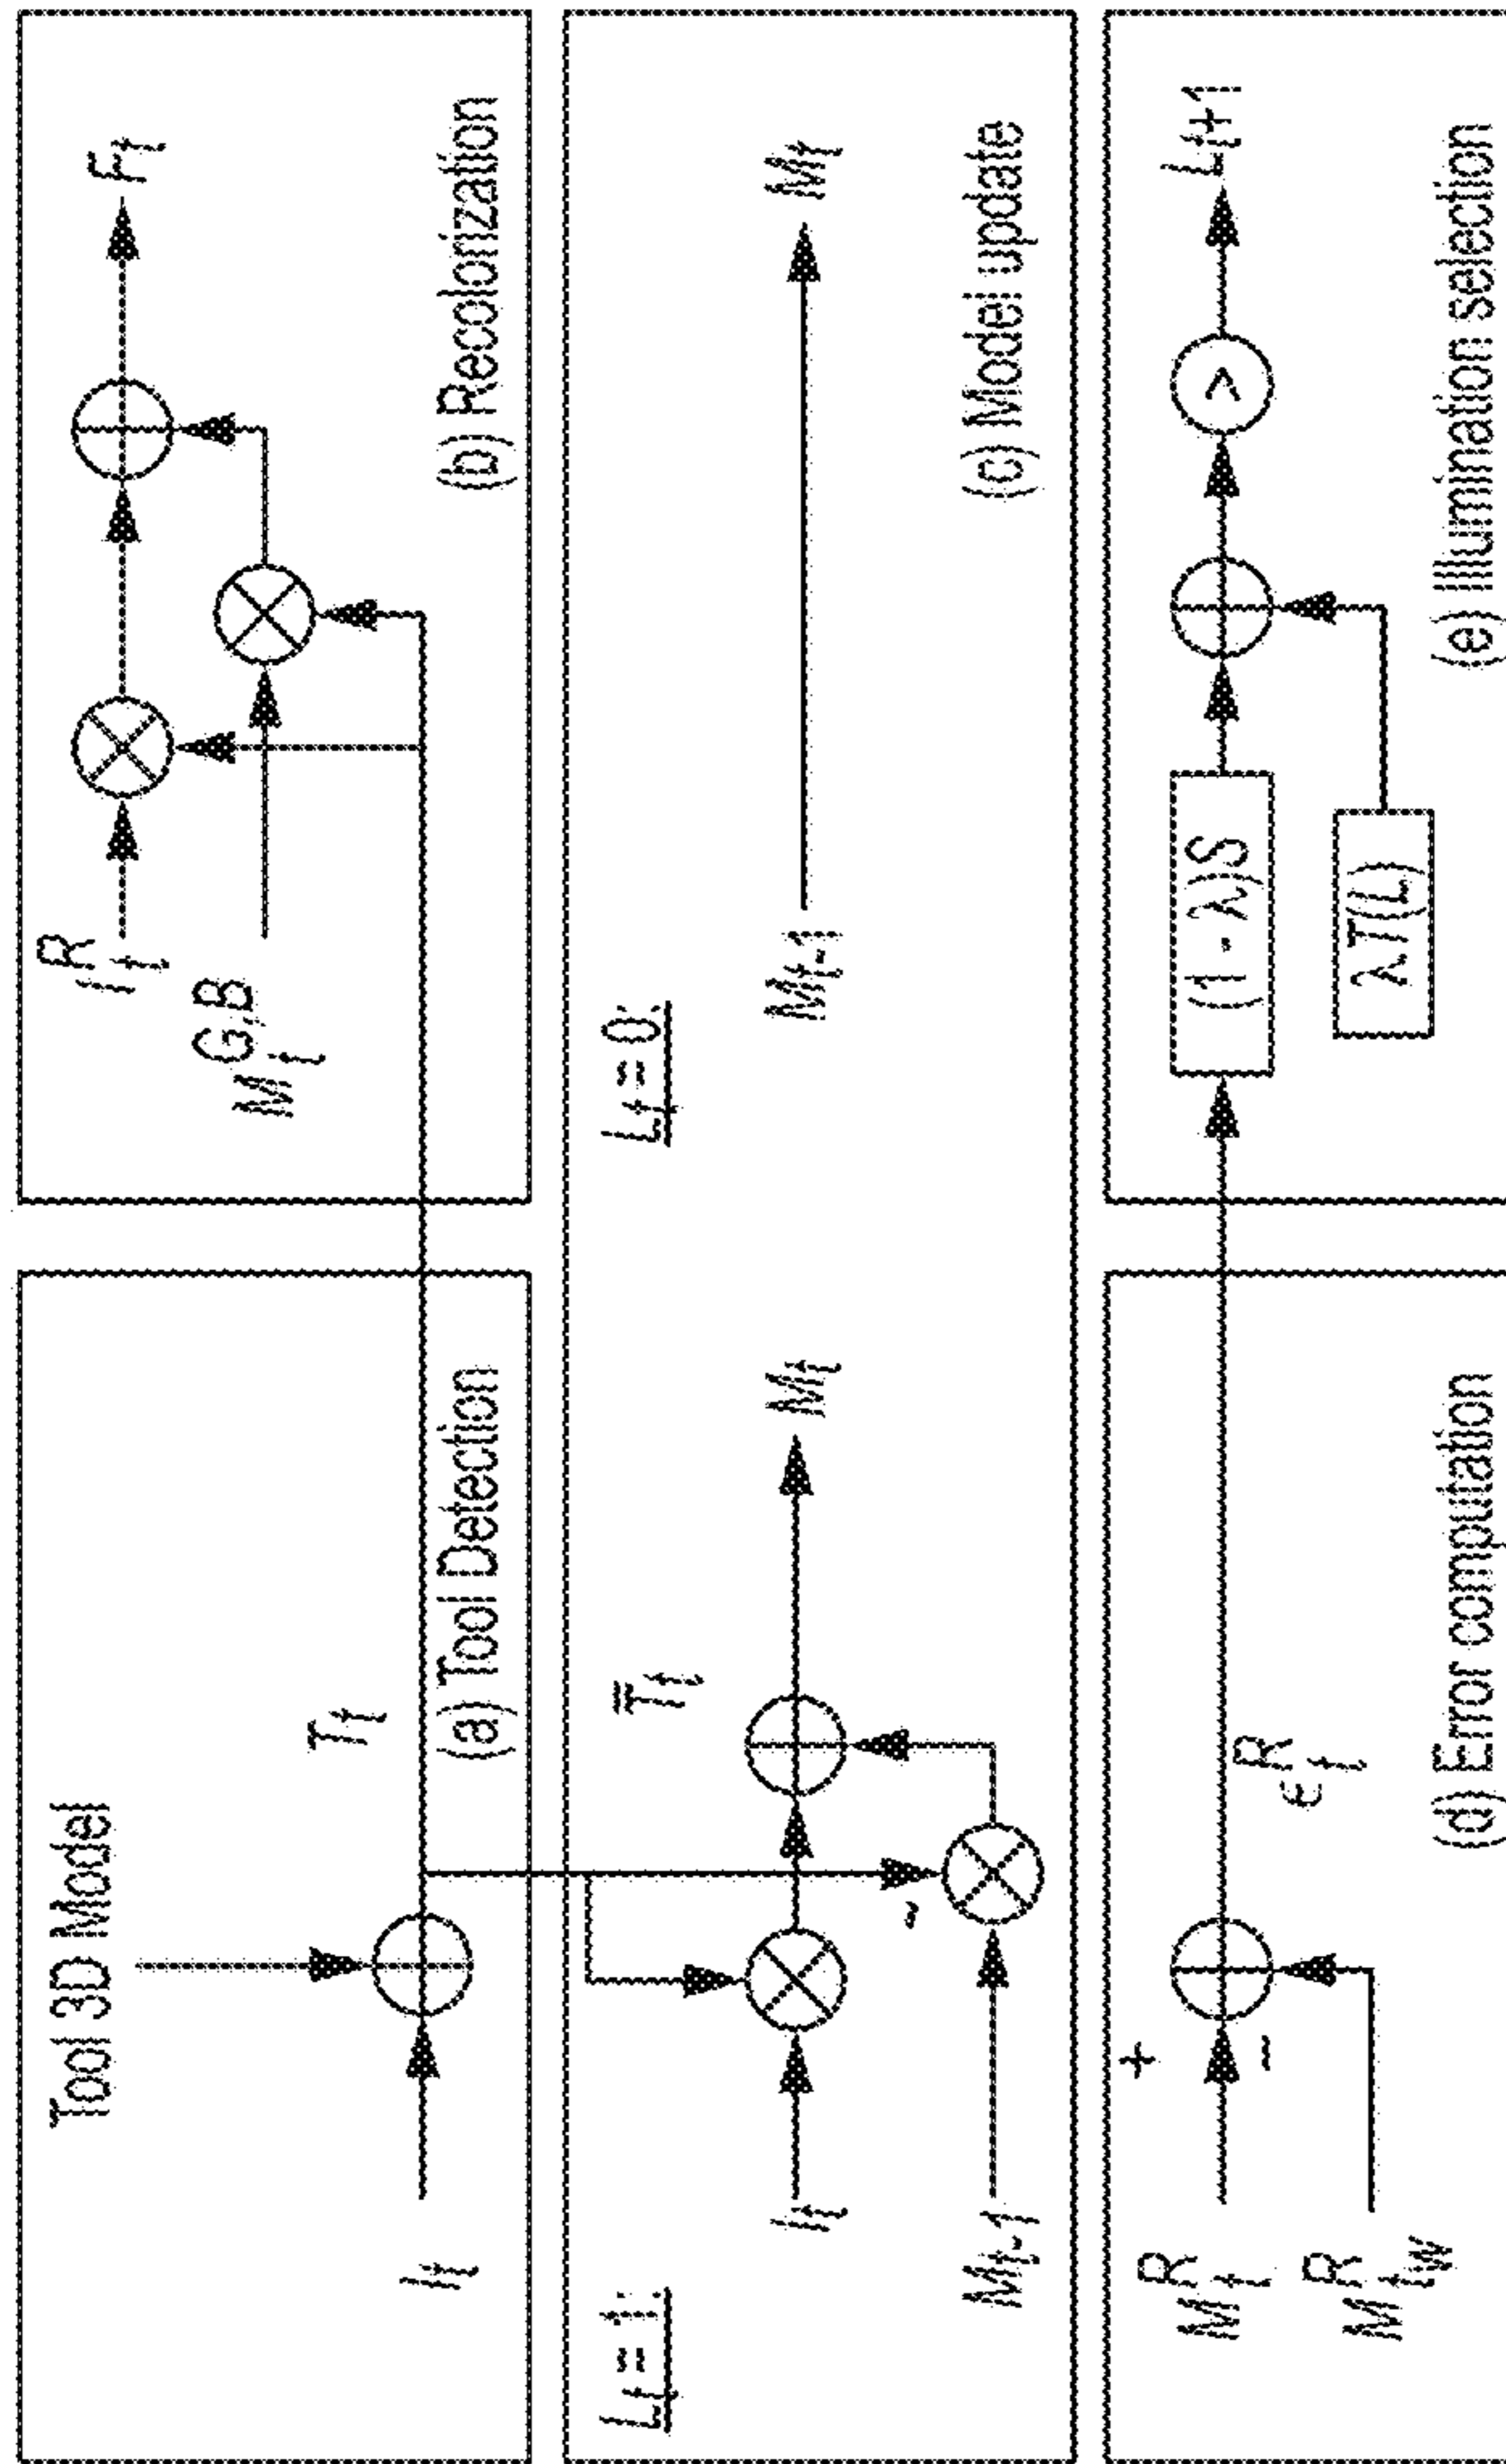 Tool 3D Model
I_t
T_t
(a) Tool Detection
I_t^R
M_t^{G,B}
F_t
(b) Recolorization
L_t = 1:
I_t
M_{t-1}
~
T̿_t
M_t
L_t = 0:
M_{t-1}
M_t
(c) Model update
M_t^R
+
−
M_{t_w}^R
ϵ_t^R
(d) Error computation
(1 - λ)S
λT(L)
>
L_{t+1}
(e) Illumination selection